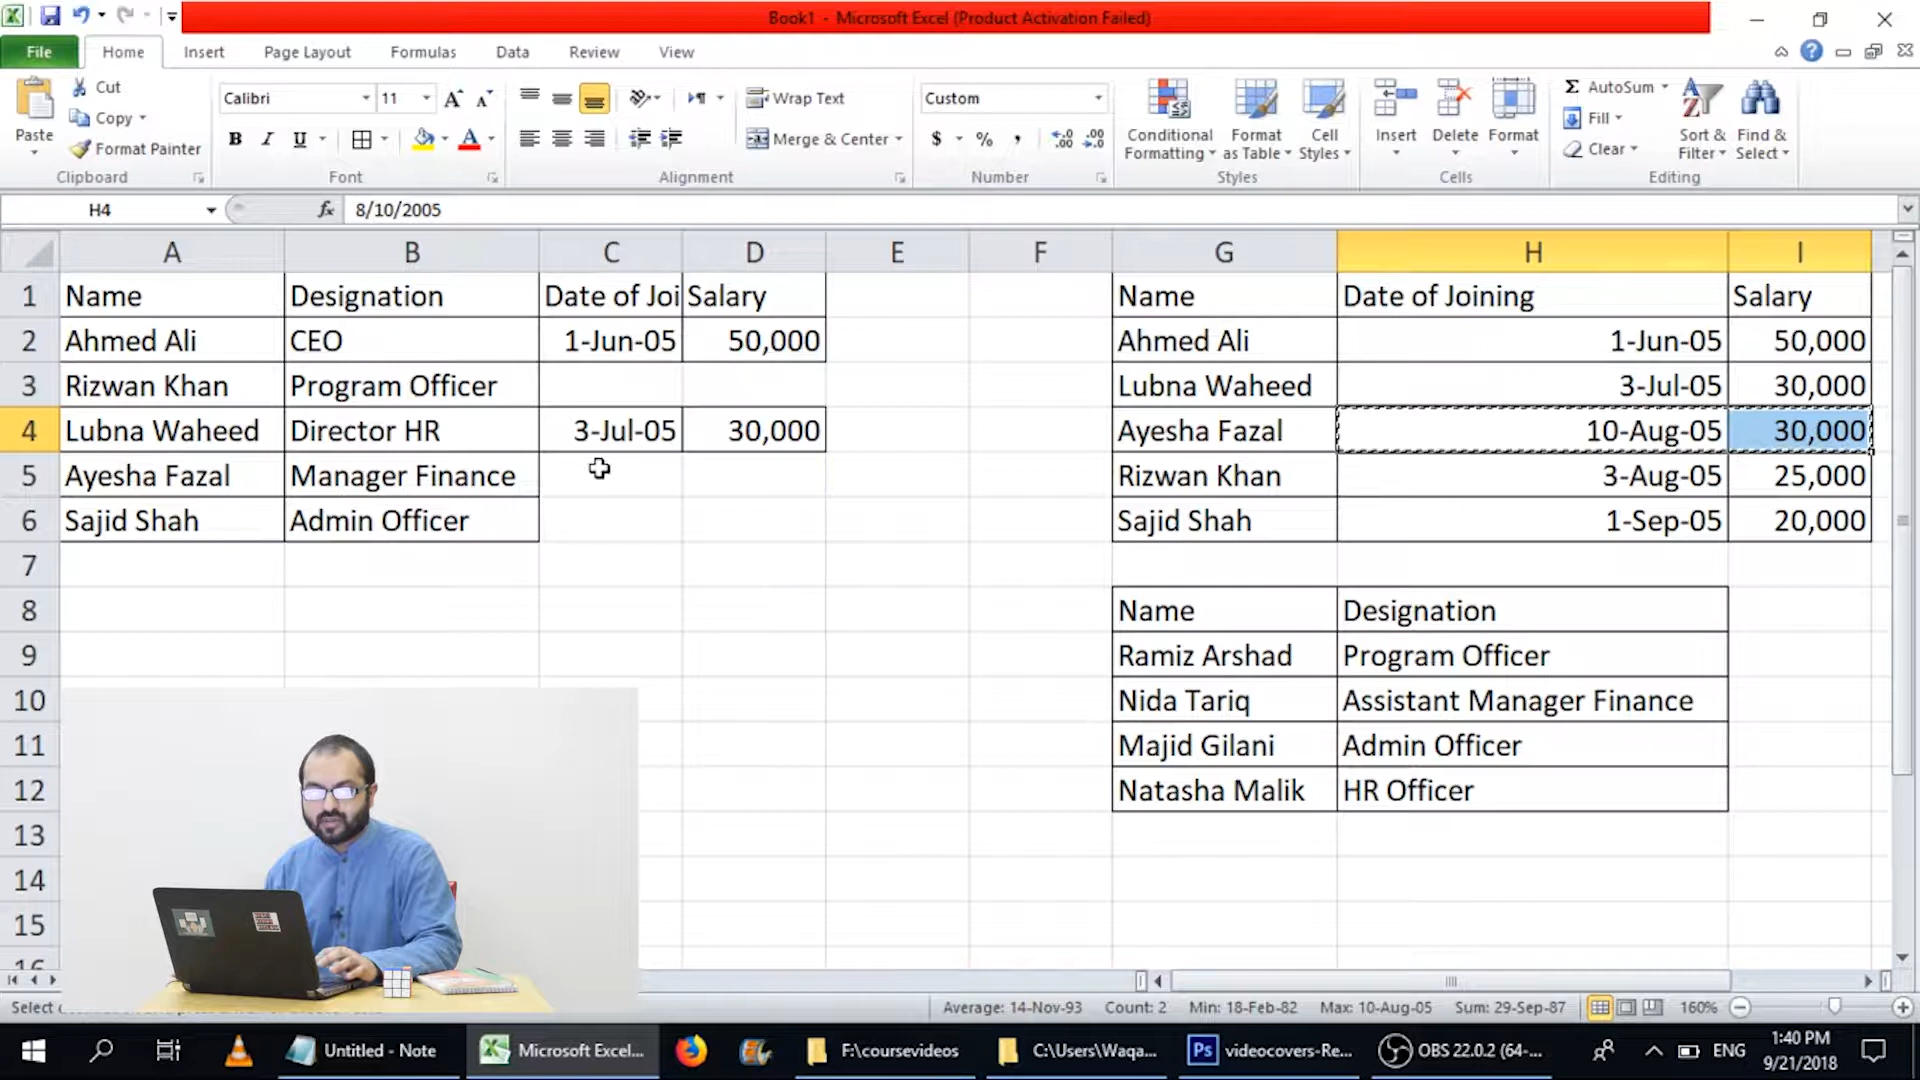 Book1 - Microsoft Excel (Product Activation Failed)
File Home Insert Page Layout Formulas Data Review View
Paste
Cut
Copy
Format Painter
Clipboard
Calibri 11
B I U
Font
Wrap Text
Merge & Center
Alignment
Custom
$ % ,
Number
Conditional Formatting
Format as Table
Cell Styles
Styles
Insert Delete Format
Cells
AutoSum
Fill
Clear
Sort & Filter
Find & Select
Editing
H4 fx 8/10/2005
A B C D E F G H I
1 Name Designation Date of Joi Salary Name Date of Joining Salary
2 Ahmed Ali CEO 1-Jun-05 50,000 Ahmed Ali 1-Jun-05 50,000
3 Rizwan Khan Program Officer Lubna Waheed 3-Jul-05 30,000
4 Lubna Waheed Director HR 3-Jul-05 30,000 Ayesha Fazal 10-Aug-05 30,000
5 Ayesha Fazal Manager Finance Rizwan Khan 3-Aug-05 25,000
6 Sajid Shah Admin Officer Sajid Shah 1-Sep-05 20,000
7
8 Name Designation
9 Ramiz Arshad Program Officer
10 Nida Tariq Assistant Manager Finance
11 Majid Gilani Admin Officer
12 Natasha Malik HR Officer
13
14
15
16
Select Average: 14-Nov-93 Count: 2 Min: 18-Feb-82 Max: 10-Aug-05 Sum: 29-Sep-87 160%
Untitled - Note Microsoft Excel... F:\coursevideos C:\Users\Waqa... Ps videocovers-Re... OBS 22.0.2 (64-... ENG 1:40 PM
9/21/2018